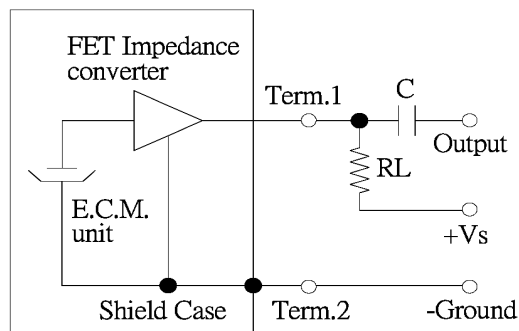 FET Impedance
converter
Term.1
C
Output
RL
E.C.M.
unit
+Vs
Shield Case
Term.2
-Ground